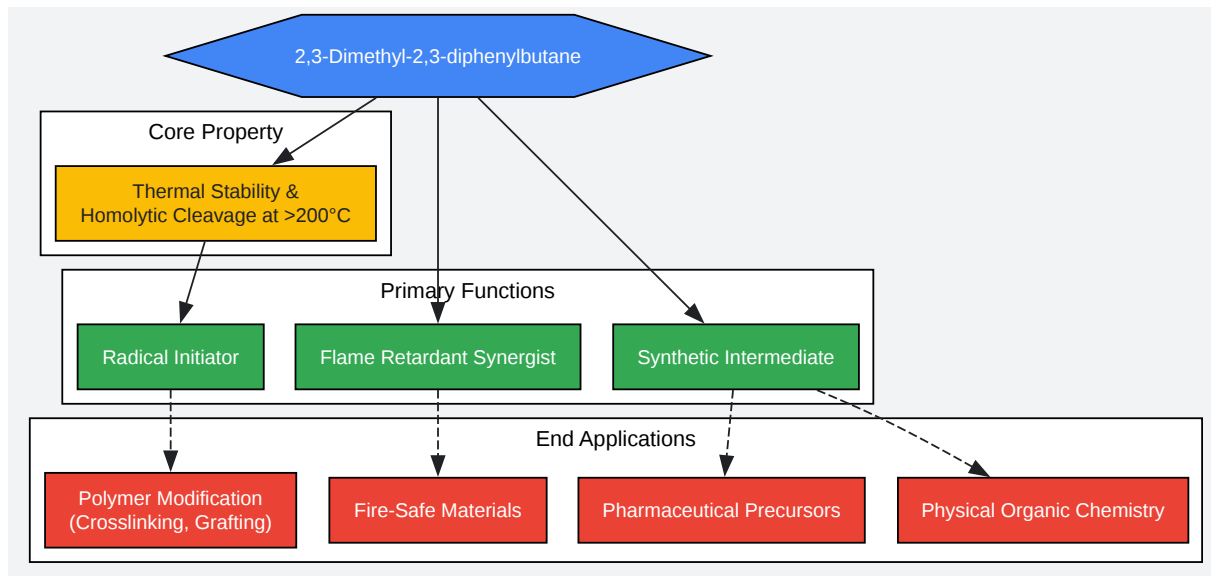 2,3-Dimethyl-2,3-diphenylbutane
Core Property
Thermal Stability &
Homolytic Cleavage at >200°C
Primary Functions
Radical Initiator
Flame Retardant Synergist
Synthetic Intermediate
End Applications
Polymer Modification
(Crosslinking, Grafting)
Fire-Safe Materials
Pharmaceutical Precursors
Physical Organic Chemistry